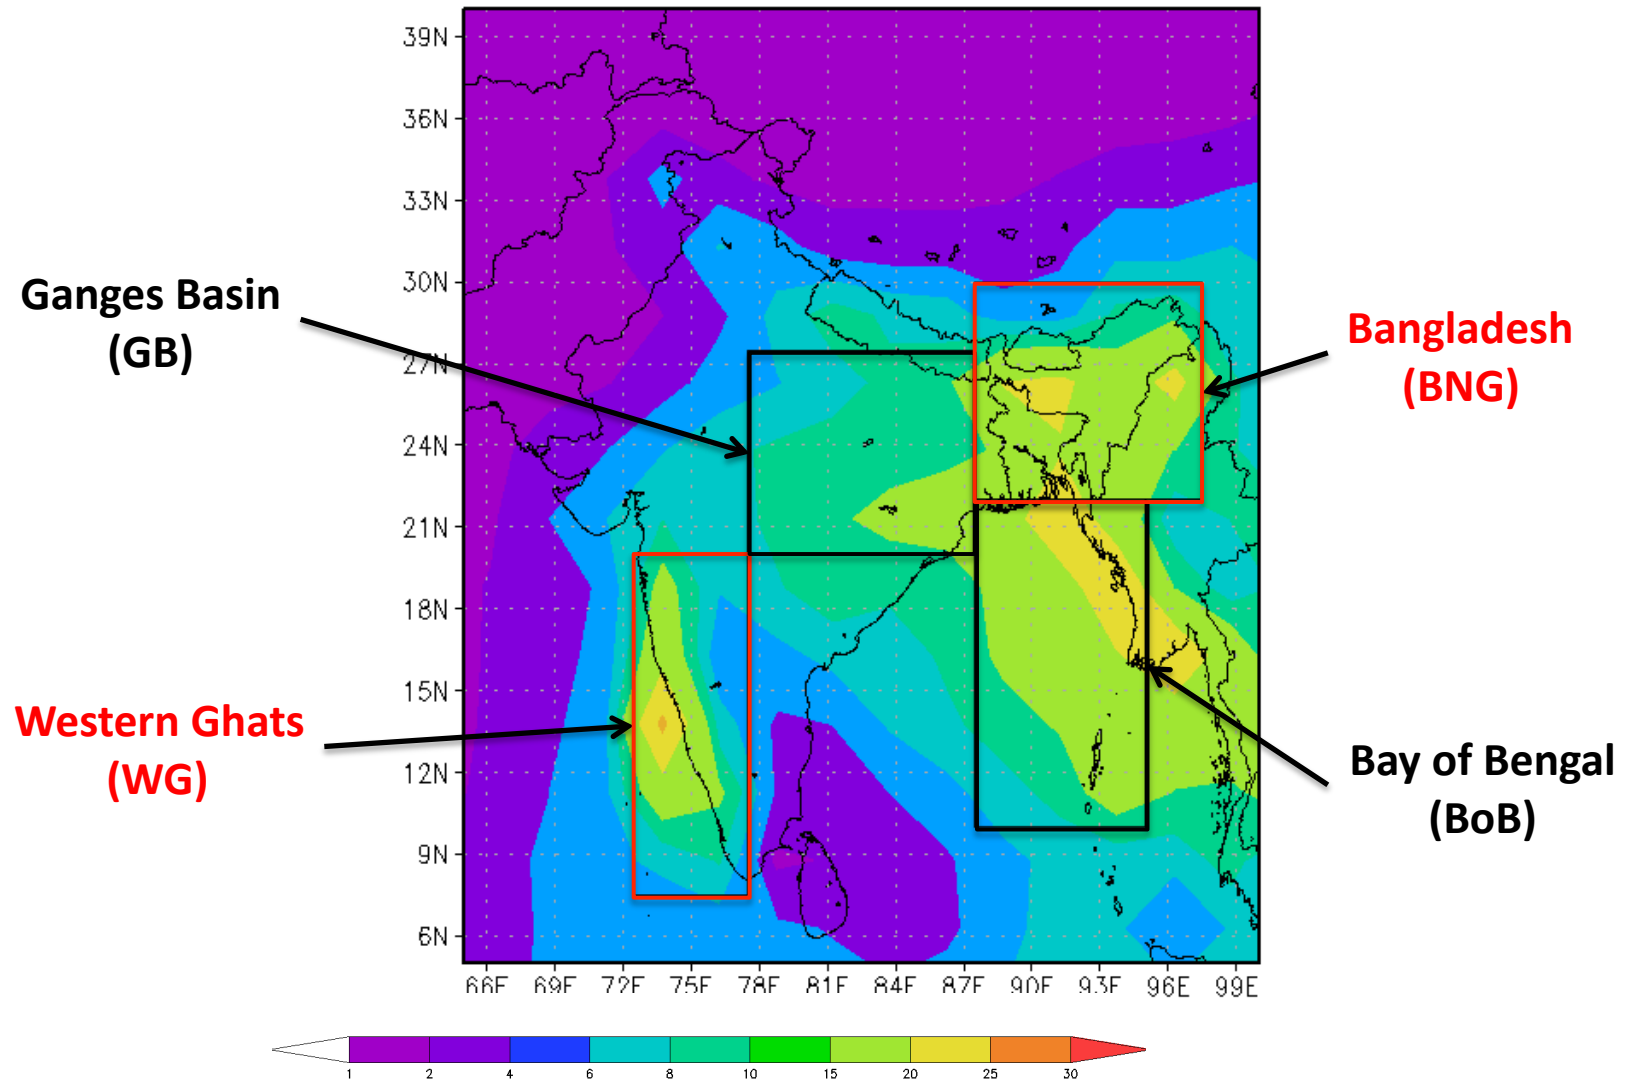 39N
36N
33N
30N
27N
24N
21N
18N
15N
12N
9N
6N
Ganges Basin
(GB)
Bangladesh
(BNG)
Western Ghats
(WG)
Bay of Bengal
(BoB)
66E 69E 72E 75E 78E 81E 84E 87E 90E 93E 96E 99E
1 2 4 6 8 10 15 20 25 30